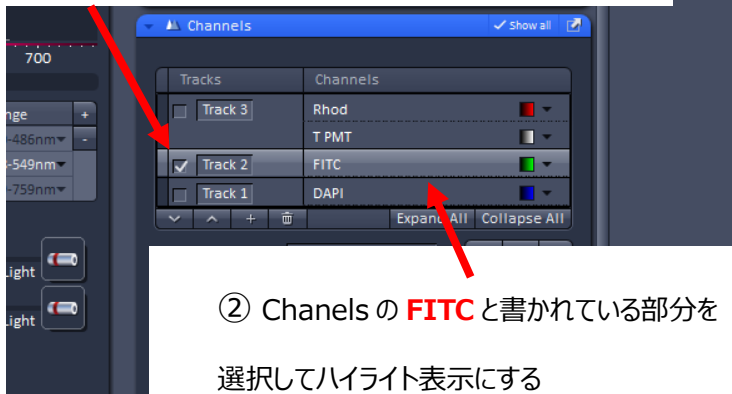 Channels
Show all
700
Tracks Channels
Track 3 Rhod
T PMT
Track 2 FITC
Track 1 DAPI
nge +
-486nm -
-549nm
-759nm
Expand All Collapse All
Light
Light
② Chanels の FITC と書かれている部分を
選択してハイライト表示にする